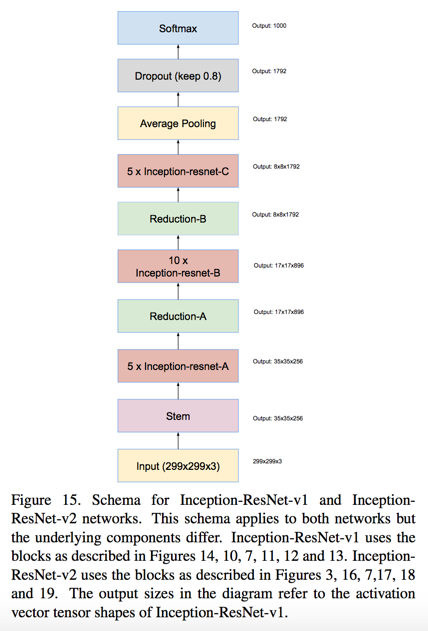 Softmax
Output: 1000
Dropout (keep 0.8)
Output: 1792
Average Pooling
Output: 1792
5 x Inception-resnet-C
Output: 8x8x1792
Reduction-B
Output: 8x8x1792
10 x
Inception-resnet-B
Output: 17x17x896
Reduction-A
Output: 17x17x896
5 x Inception-resnet-A
Output: 35x35x256
Stem
Output: 35x35x256
Input (299x299x3)
299x299x3
Figure 15. Schema for Inception-ResNet-v1 and Inception-
ResNet-v2 networks. This schema applies to both networks but
the underlying components differ. Inception-ResNet-v1 uses the
blocks as described in Figures 14, 10, 7, 11, 12 and 13. Inception-
ResNet-v2 uses the blocks as described in Figures 3, 16, 7,17, 18
and 19. The output sizes in the diagram refer to the activation
vector tensor shapes of Inception-ResNet-v1.